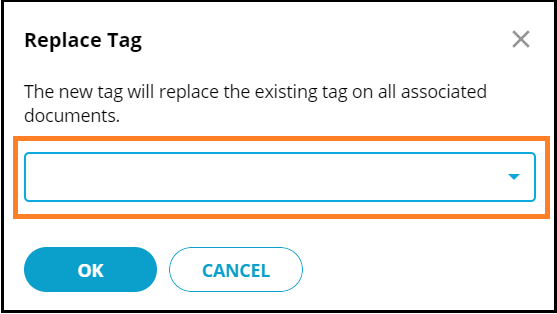 Replace Tag
The new tag will replace the existing tag on all associated
documents.
OK
CANCEL